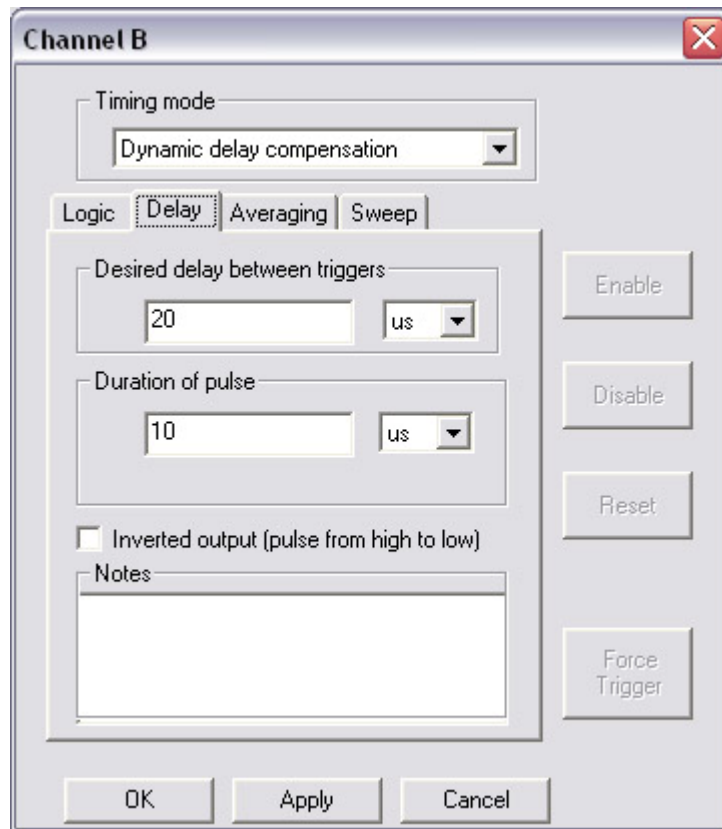 Channel B
Timing mode
Dynamic delay compensation
Logic Delay Averaging Sweep
Desired delay between triggers
20 us
Enable
Duration of pulse
10 us
Disable
Reset
Inverted output (pulse from high to low)
Notes
Force
Trigger
OK Apply Cancel